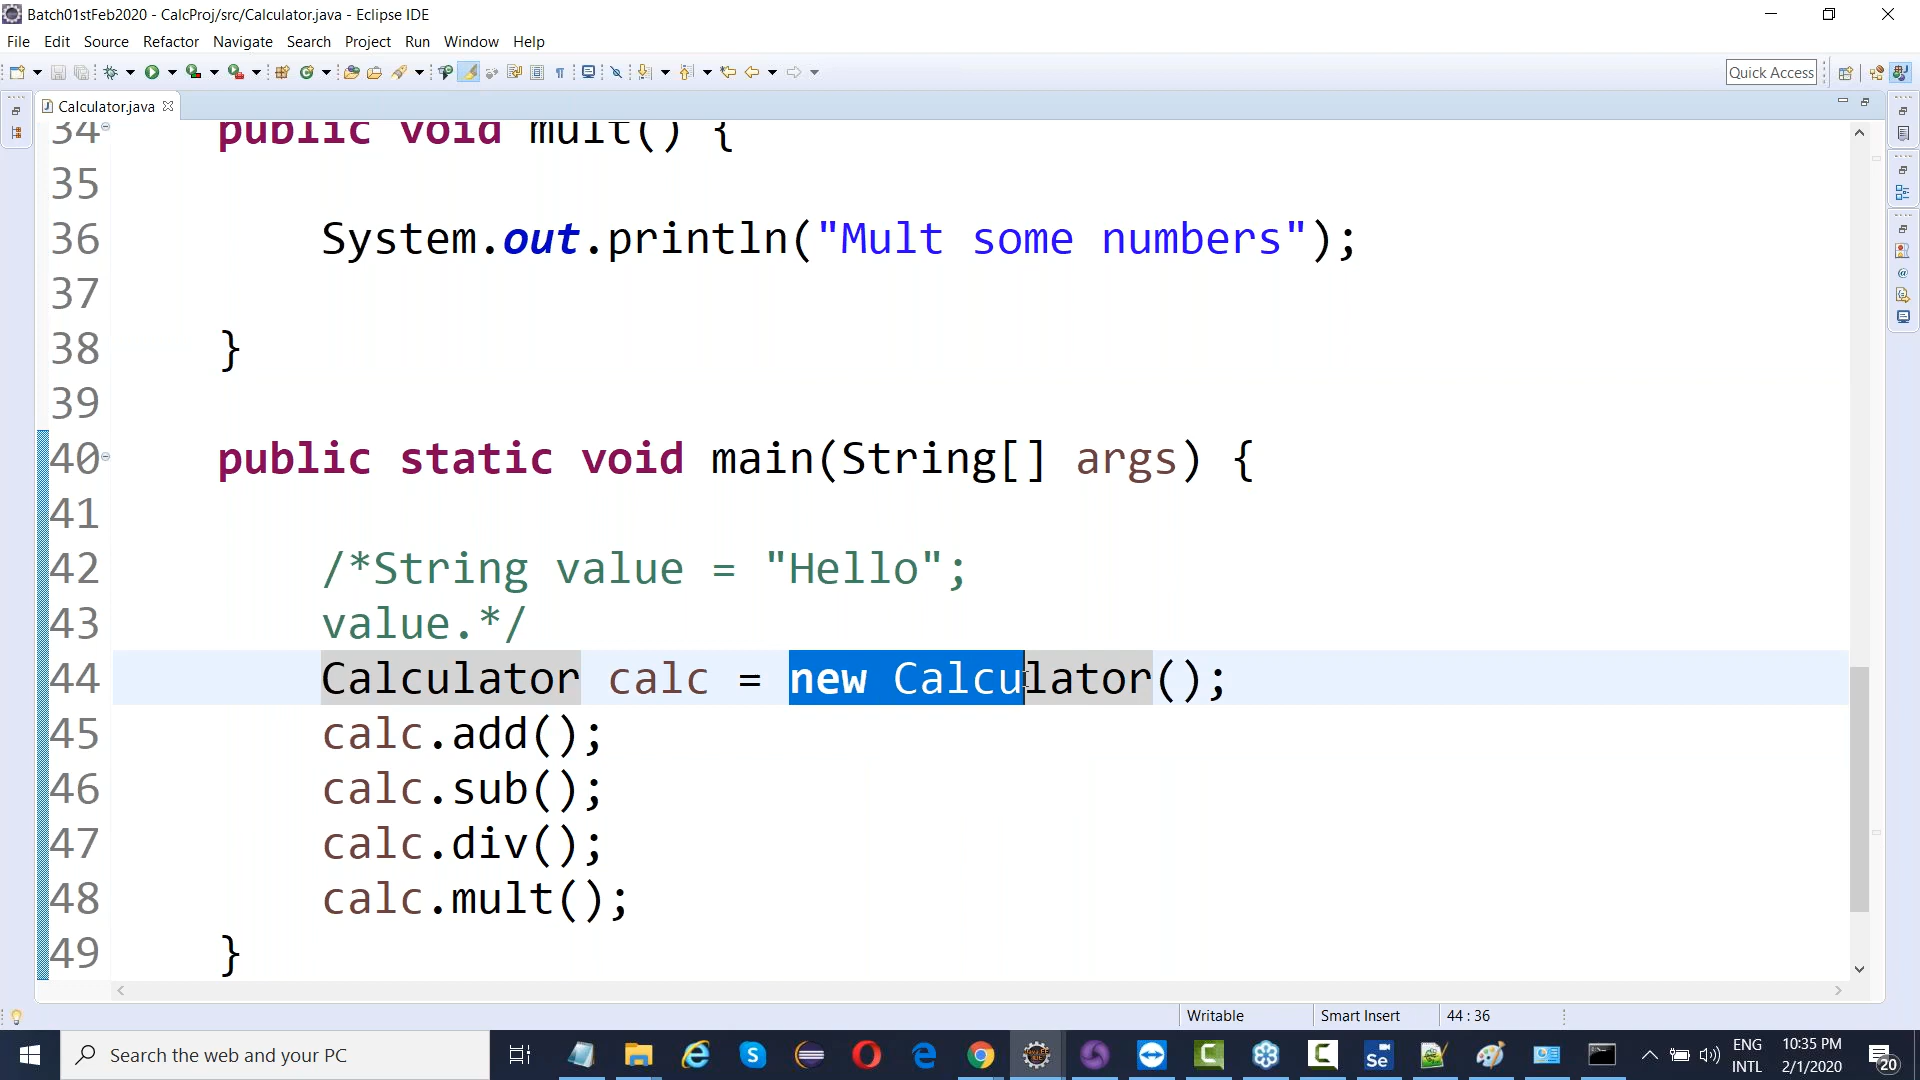 Batch01stFeb2020 - CalcProj/src/Calculator.java - Eclipse IDE
File Edit Source Refactor Navigate Search Project Run Window Help
Quick Access
Calculator.java
34 public void mult() {
35
36 System.out.println("Mult some numbers");
37
38 }
39
40 public static void main(String[] args) {
41
42 /*String value = "Hello";
43 value.*/
44 Calculator calc = new Calculator();
45 calc.add();
46 calc.sub();
47 calc.div();
48 calc.mult();
49 }
Writable Smart Insert 44 : 36
Search the web and your PC
Se
ENG 10:35 PM
INTL 2/1/2020
20